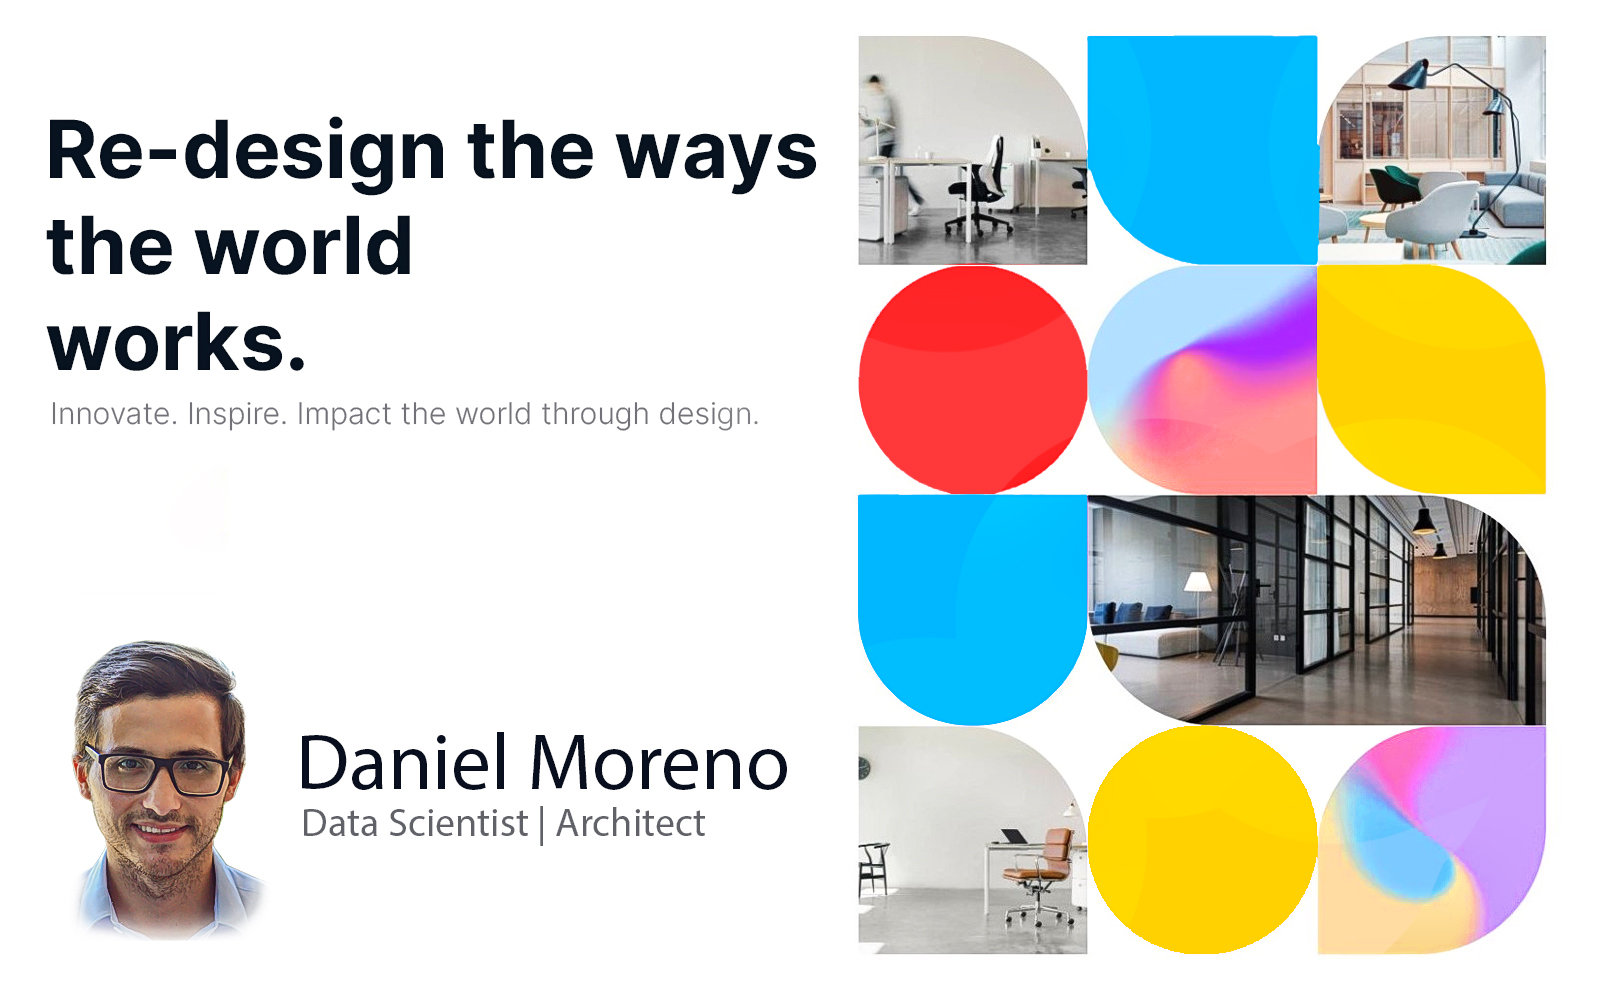 Re-design the ways
the world
works.
Innovate. Inspire. Impact the world through design.
Daniel Moreno
Data Scientist | Architect